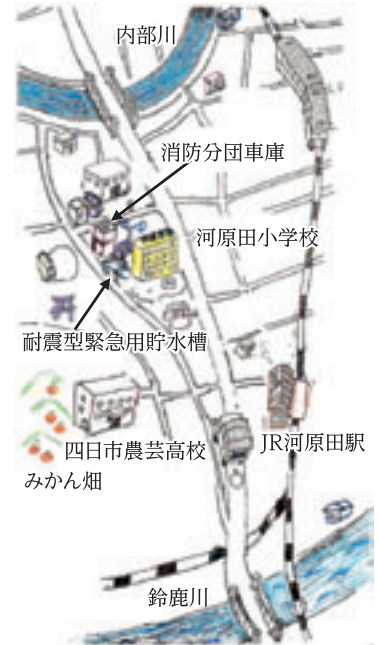 内部川
消防分団車庫
河原田小学校
耐震型緊急用貯水槽
JR河原田駅
四日市農芸高校
みかん畑
鈴鹿川